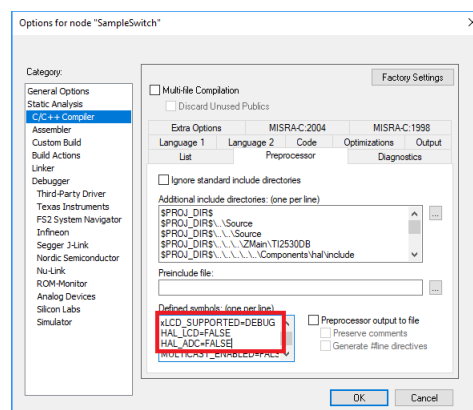 Options for node "SampleSwitch"
Category:
General Options
Static Analysis
C/C++ Compiler
Assembler
Custom Build
Build Actions
Linker
Debugger
Third-Party Driver
Texas Instruments
FS2 System Navigator
Infineon
Segger J-Link
Nordic Semiconductor
Nu-Link
ROM-Monitor
Analog Devices
Silicon Labs
Simulator
Factory Settings
Multi-file Compilation
Discard Unused Publics
Extra Options MISRA-C:2004 MISRA-C:1998
Language 1 Language 2 Code Optimizations Output
List Preprocessor Diagnostics
Ignore standard include directories
Additional include directories: (one per line)
$PROJ_DIR$
$PROJ_DIR$\..\Source
$PROJ_DIR$\..\..\Source
$PROJ_DIR$\..\..\..\ZMain\TI2530DB
$PROJ_DIR$\..\..\..\..\..\Components\hal\include
...
Preinclude file:
...
Defined symbols: (one per line)
xLCD_SUPPORTED=DEBUG
HAL_LCD=FALSE
HAL_ADC=FALSE
MULTICAST_ENABLED=FALS
Preprocessor output to file
Preserve comments
Generate #line directives
OK Cancel